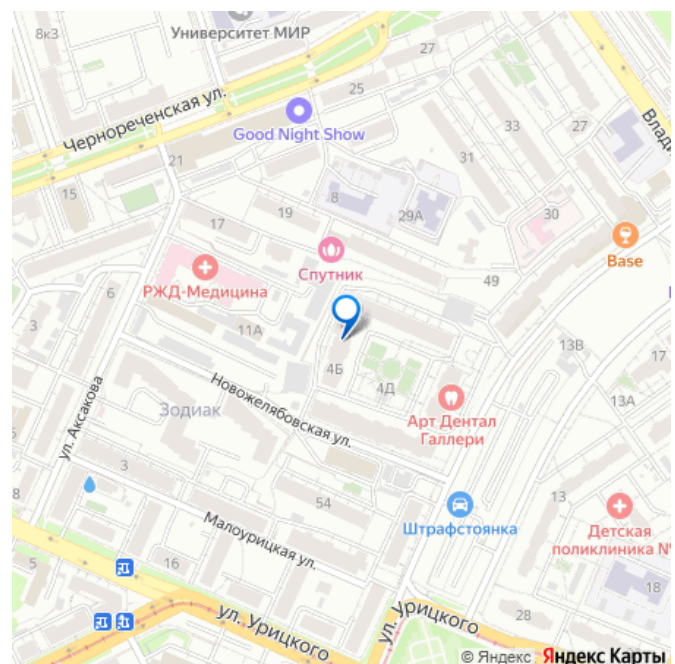 8к3
Университет МИР
27
Чернореченская ул.
25
Good Night Show
33
27
21
31
15
19
8
17
29А
30
Base
Спутник
49
РЖД-Медицина
6
3
11А
13В
17
4Б
4Д
13А
ул. Аксакова
Новожелябовская ул.
Зодиак
Арт Дентал
Галлери
3
8
54
13
Штрафстоянка
Детская
поликлиника №
Малоурицкая ул.
5
16
18
28
ул. Урицкого
ул. Урицкого
© Яндекс Яндекс Карты